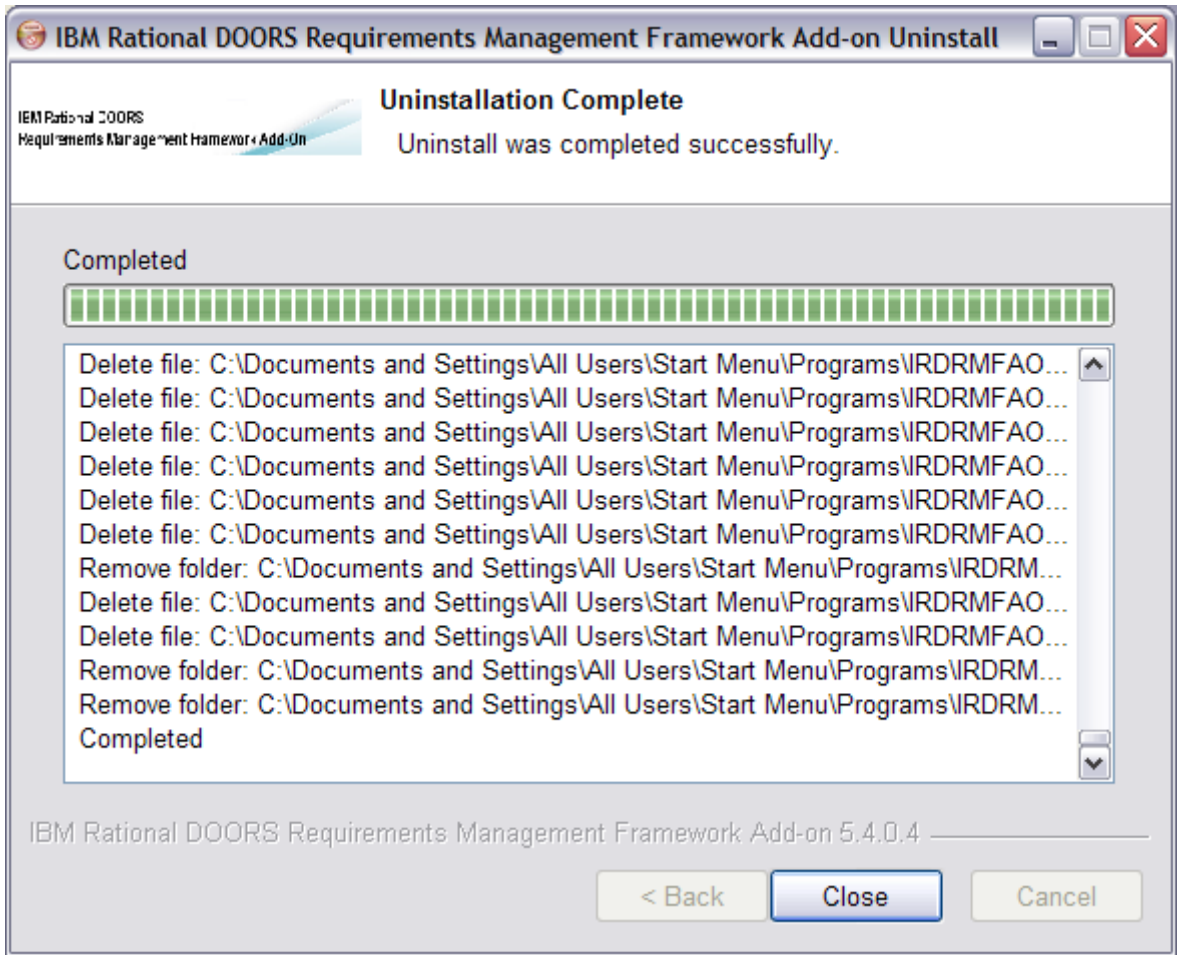 IBM Rational DOORS Requirements Management Framework Add-on Uninstall
IBM Rational DOORS
Requirements Management Framework Add-On
Uninstallation Complete
Uninstall was completed successfully.
Completed
Delete file: C:\Documents and Settings\All Users\Start Menu\Programs\IRDRMFAO...
Delete file: C:\Documents and Settings\All Users\Start Menu\Programs\IRDRMFAO...
Delete file: C:\Documents and Settings\All Users\Start Menu\Programs\IRDRMFAO...
Delete file: C:\Documents and Settings\All Users\Start Menu\Programs\IRDRMFAO...
Delete file: C:\Documents and Settings\All Users\Start Menu\Programs\IRDRMFAO...
Delete file: C:\Documents and Settings\All Users\Start Menu\Programs\IRDRMFAO...
Remove folder: C:\Documents and Settings\All Users\Start Menu\Programs\IRDRM...
Delete file: C:\Documents and Settings\All Users\Start Menu\Programs\IRDRMFAO...
Delete file: C:\Documents and Settings\All Users\Start Menu\Programs\IRDRMFAO...
Remove folder: C:\Documents and Settings\All Users\Start Menu\Programs\IRDRM...
Remove folder: C:\Documents and Settings\All Users\Start Menu\Programs\IRDRM...
Completed
IBM Rational DOORS Requirements Management Framework Add-on 5.4.0.4
< Back
Close
Cancel